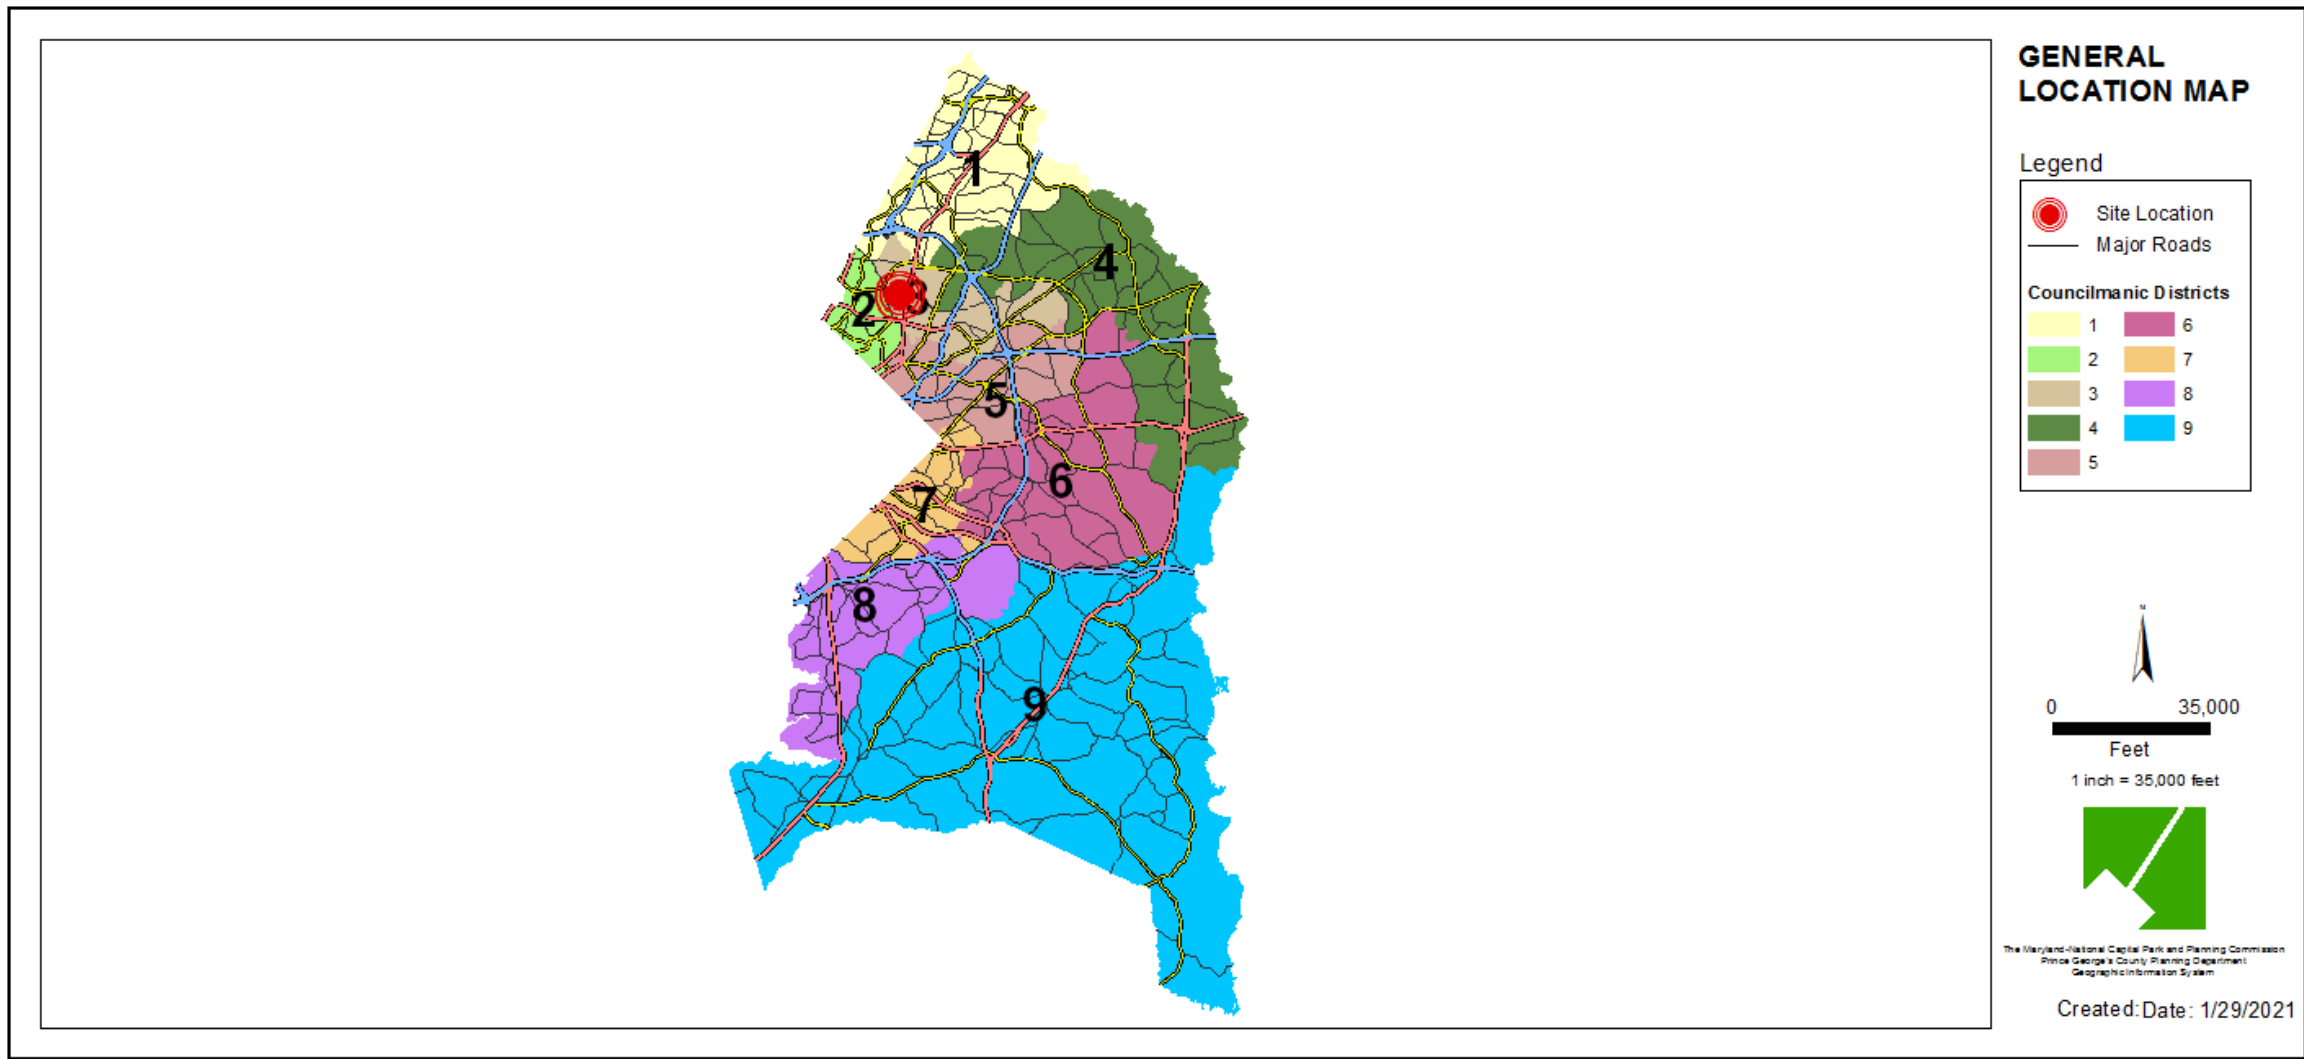 GENERAL
LOCATION MAP
Legend
Site Location
Major Roads
Councilmanic Districts
1 6
2 7
3 8
4 9
5
1
4
2 3
5
6
7
8
9
N
0 35,000
Feet
1 inch = 35,000 feet
The Maryland-National Capital Park and Planning Commission
Prince George's County Planning Department
Geographic Information System
Created: Date: 1/29/2021